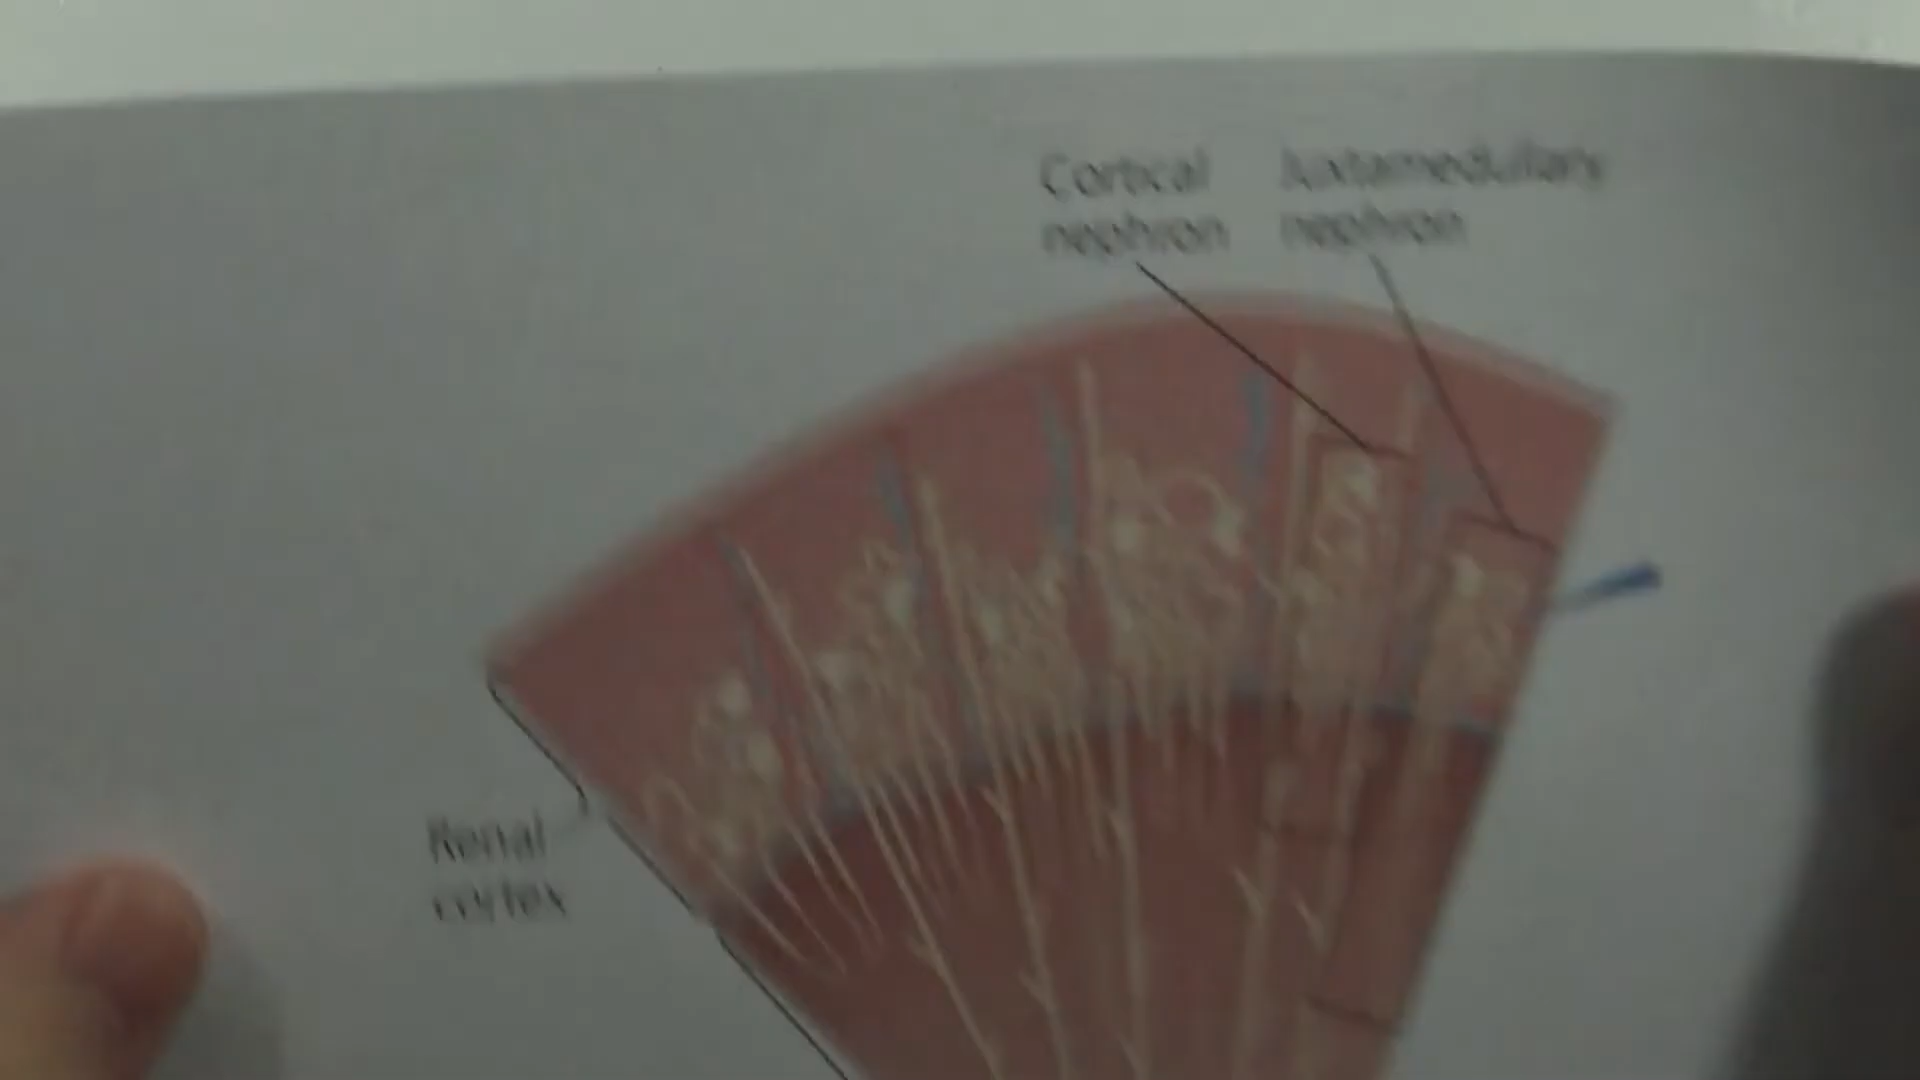 Cortical
nephron
Juxtamedullary
nephron
Renal
cortex